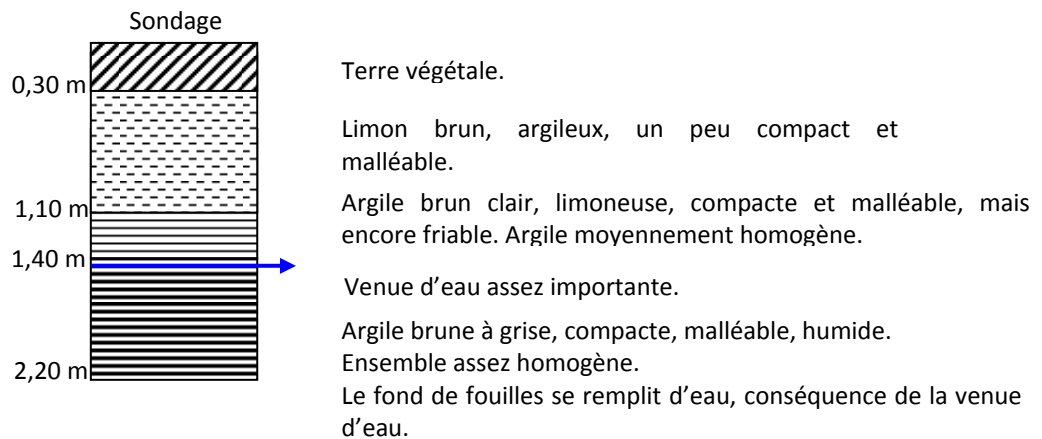 Sondage
0,30 m
Terre végétale.
Limon brun, argileux, un peu compact et
malléable.
1,10 m
Argile brun clair, limoneuse, compacte et malléable, mais
encore friable. Argile moyennement homogène.
1,40 m
Venue d’eau assez importante.
Argile brune à grise, compacte, malléable, humide.
Ensemble assez homogène.
2,20 m
Le fond de fouilles se remplit d’eau, conséquence de la venue
d’eau.